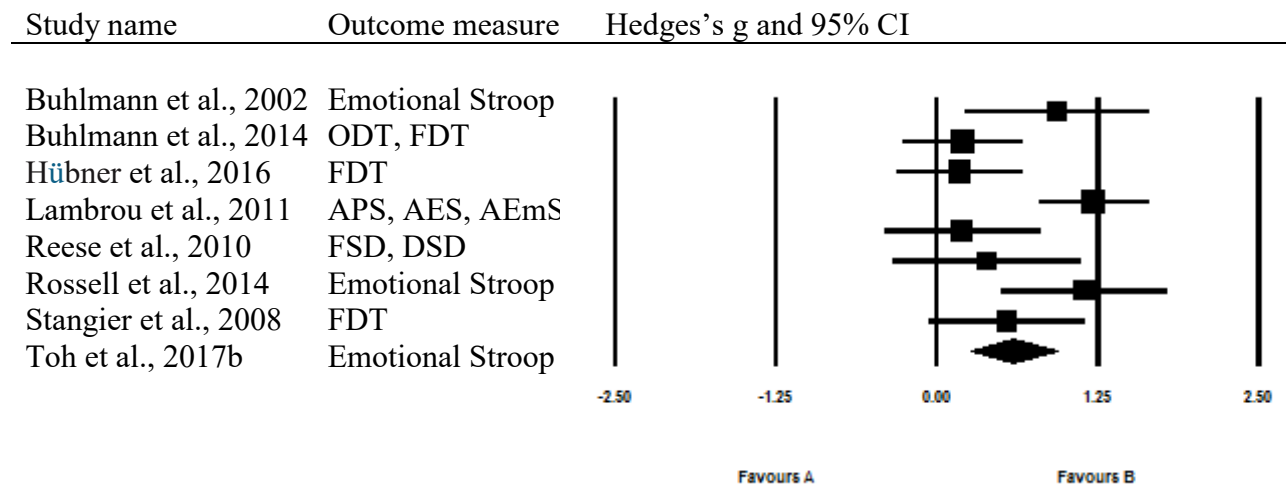 Study name Outcome measure Hedges’s g and 95% CI
Buhlmann et al., 2002 Emotional Stroop
Buhlmann et al., 2014 ODT, FDT
Hübner et al., 2016 FDT
Lambrou et al., 2011 APS, AES, AEmS
Reese et al., 2010 FSD, DSD
Rossell et al., 2014 Emotional Stroop
Stangier et al., 2008 FDT
Toh et al., 2017b Emotional Stroop
-2.50 -1.25 0.00 1.25 2.50
Favours A Favours B